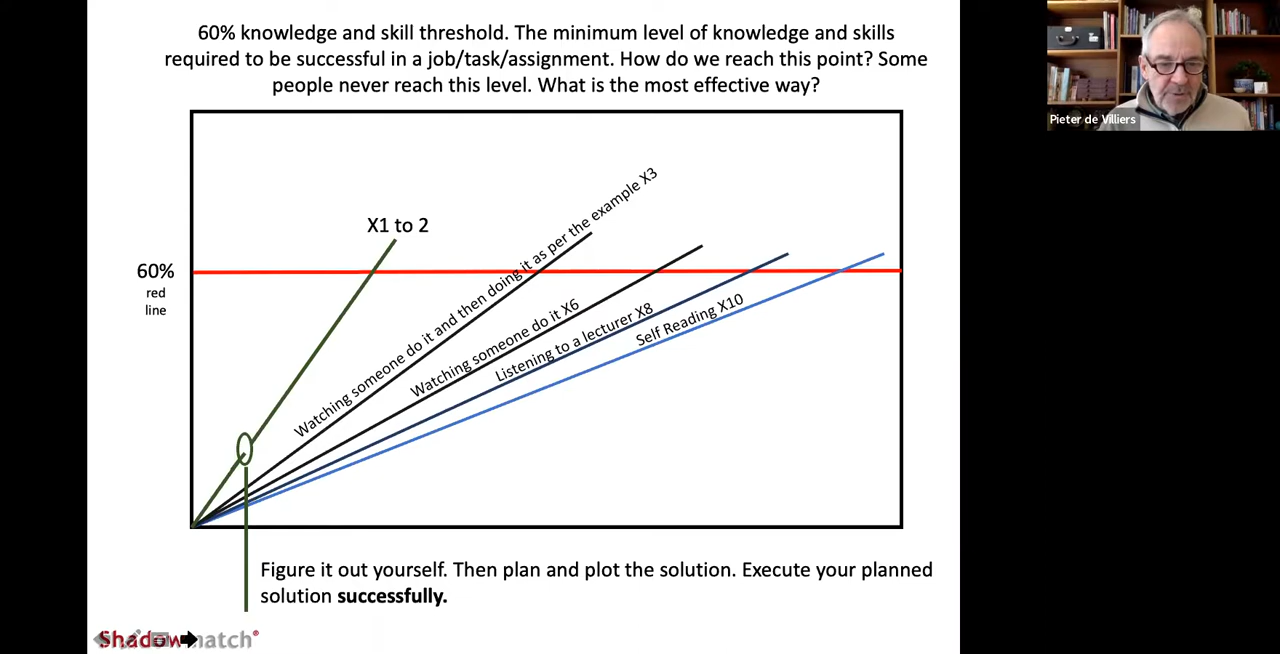 60% knowledge and skill threshold. The minimum level of knowledge and skills
required to be successful in a job/task/assignment. How do we reach this point? Some
people never reach this level. What is the most effective way?
Pieter de Villiers
X1 to 2
Watching someone do it and then doing it as per the example X3
60%
red
line
Watching someone do it X6
Listening to a lecturer X8
Self Reading X10
Figure it out yourself. Then plan and plot the solution. Execute your planned
solution successfully.
Shadowmatch®